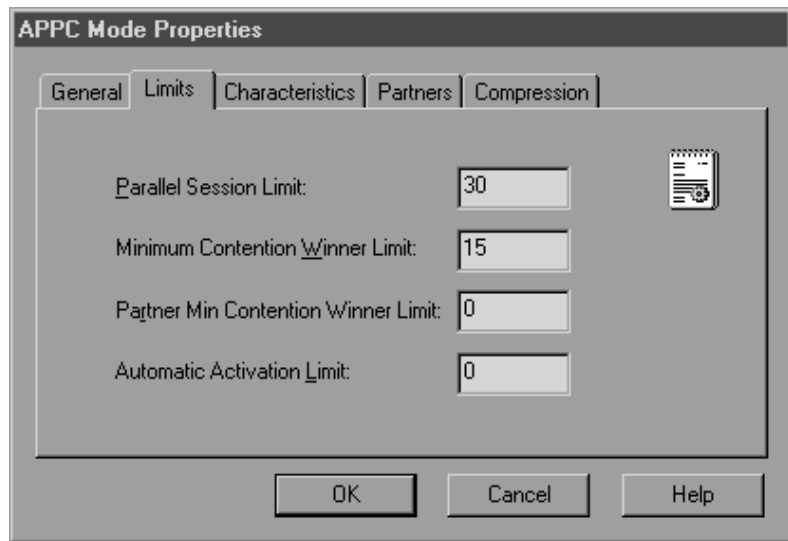 APPC Mode Properties
General Limits Characteristics Partners Compression
Parallel Session Limit: 30
Minimum Contention Winner Limit: 15
Partner Min Contention Winner Limit: 0
Automatic Activation Limit: 0
OK Cancel Help